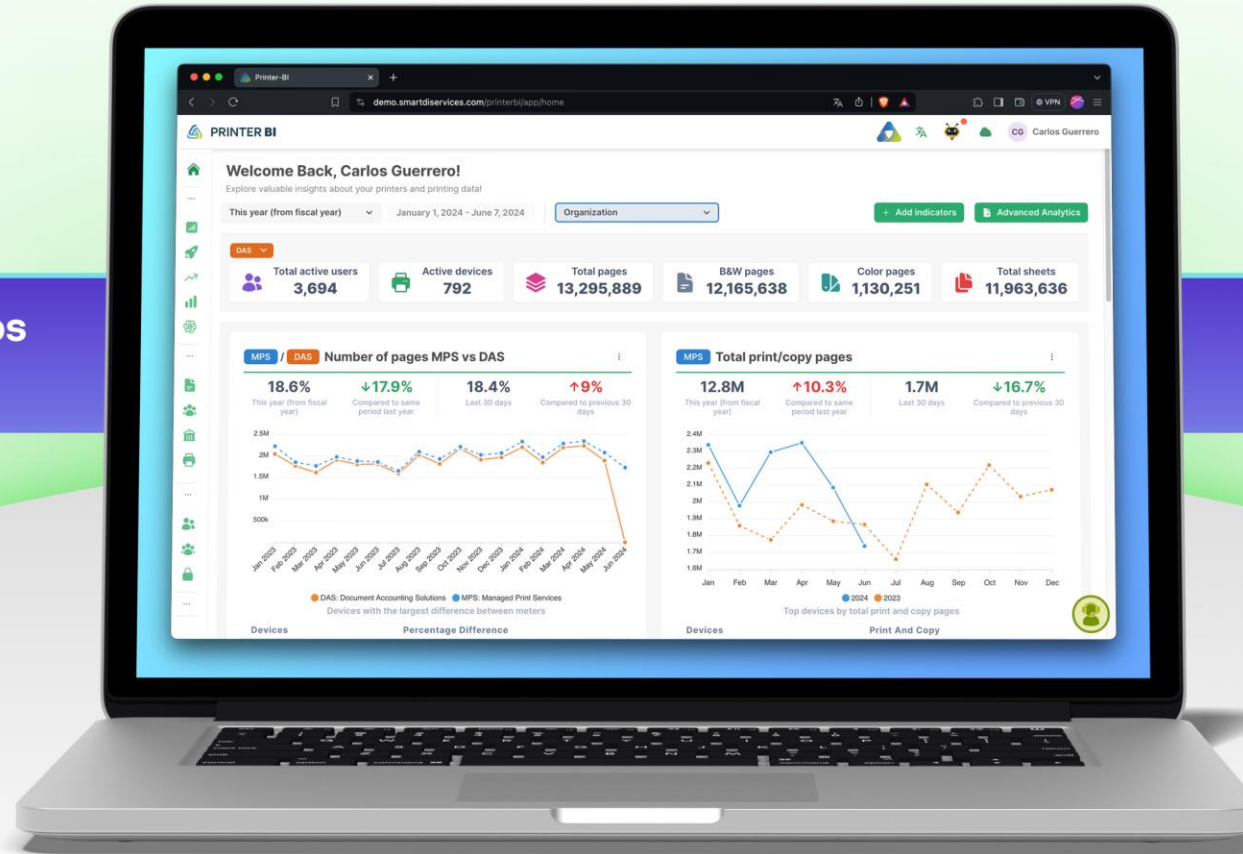 os
Printer-BI
demo.smartdiservices.com/printerbi/app/home
VPN
PRINTER BI
CG Carlos Guerrero
Welcome Back, Carlos Guerrero!
Explore valuable insights about your printers and printing data!
This year (from fiscal year)
January 1, 2024 - June 7, 2024
Organization
+ Add indicators
Advanced Analytics
DAS
Total active users
3,694
Active devices
792
Total pages
13,295,889
B&W pages
12,165,638
Color pages
1,130,251
Total sheets
11,963,636
MPS / DAS Number of pages MPS vs DAS
18.6%
This year (from fiscal
year)
↓17.9%
Compared to same
period last year
18.4%
Last 30 days
↑9%
Compared to previous 30
days
2.5M
2M
1.5M
1M
500k
Jan 2023
Feb 2023
Mar 2023
Apr 2023
May 2023
Jun 2023
Jul 2023
Aug 2023
Sep 2023
Oct 2023
Nov 2023
Dec 2023
Jan 2024
Feb 2024
Mar 2024
Apr 2024
May 2024
Jun 2024
DAS: Document Accounting Solutions MPS: Managed Print Services
Devices with the largest difference between meters
Devices Percentage Difference
MPS Total print/copy pages
12.8M
This year (from fiscal
year)
↑10.3%
Compared to same
period last year
1.7M
Last 30 days
↓16.7%
Compared to previous 30
days
2.4M
2.3M
2.2M
2.1M
2M
1.9M
1.8M
1.7M
1.6M
Jan Feb Mar Apr May Jun Jul Aug Sep Oct Nov Dec
2024 2023
Top devices by total print and copy pages
Devices Print And Copy